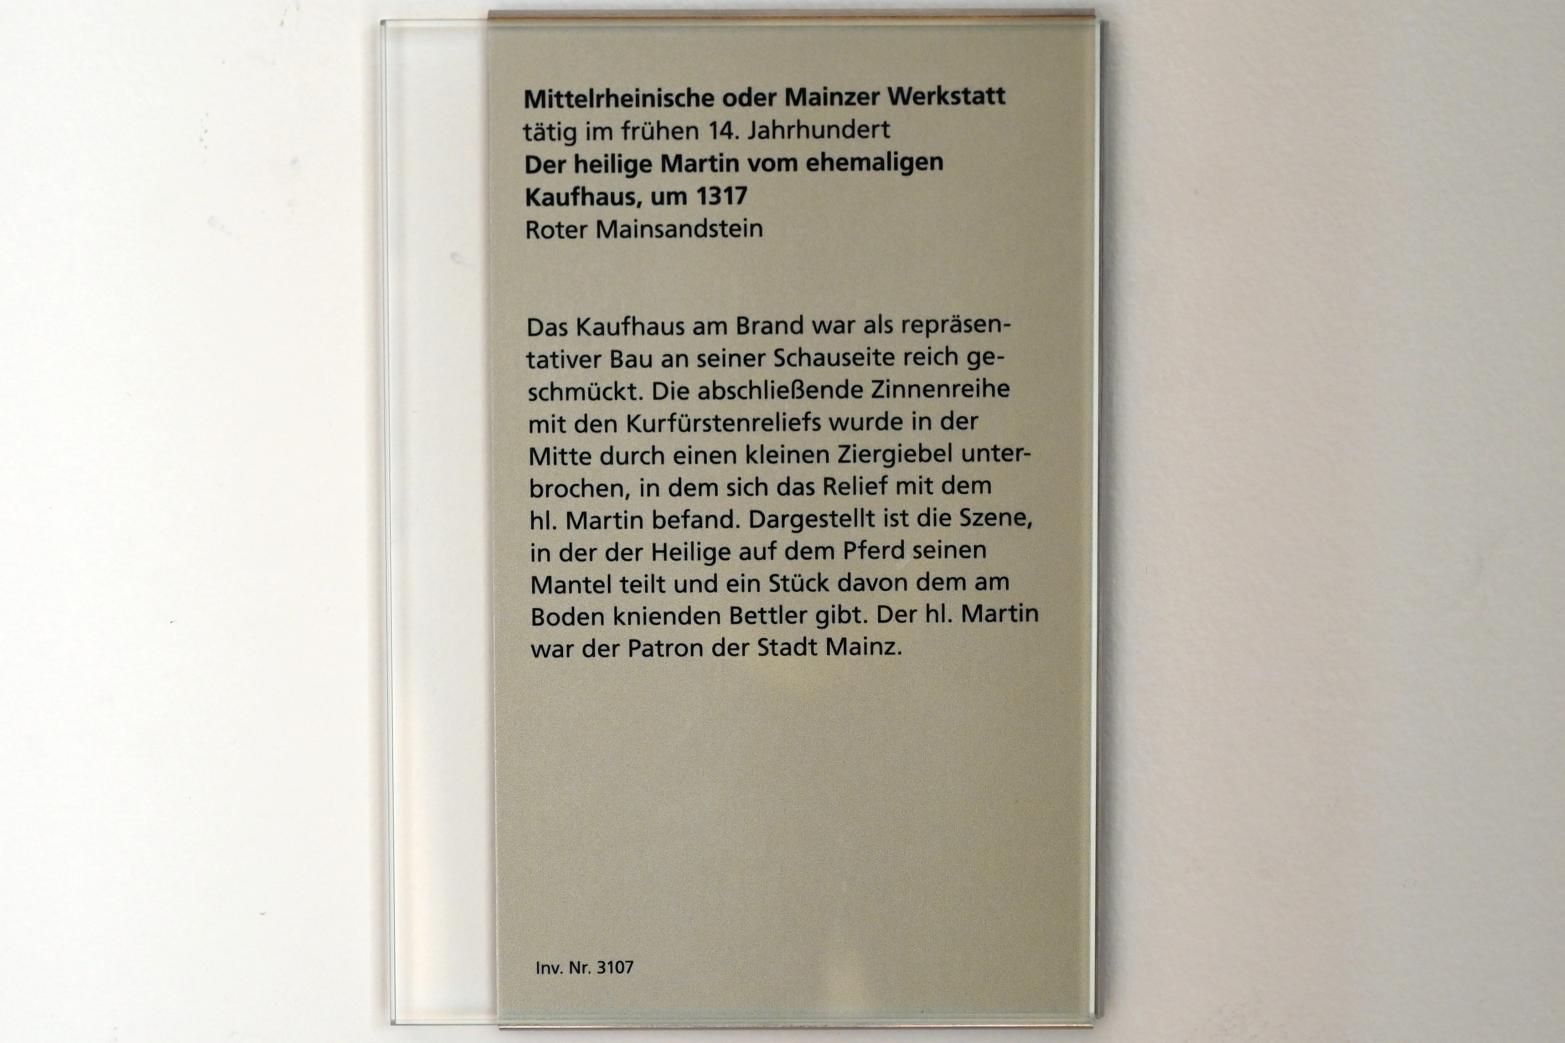 Mittelrheinische oder Mainzer Werkstatt
tätig im frühen 14. Jahrhundert
Der heilige Martin vom ehemaligen
Kaufhaus, um 1317
Roter Mainsandstein
Das Kaufhaus am Brand war als repräsen-
tativer Bau an seiner Schauseite reich ge-
schmückt. Die abschließende Zinnenreihe
mit den Kurfürstenreliefs wurde in der
Mitte durch einen kleinen Ziergiebel unter-
brochen, in dem sich das Relief mit dem
hl. Martin befand. Dargestellt ist die Szene,
in der der Heilige auf dem Pferd seinen
Mantel teilt und ein Stück davon dem am
Boden knienden Bettler gibt. Der hl. Martin
war der Patron der Stadt Mainz.
Inv. Nr. 3107